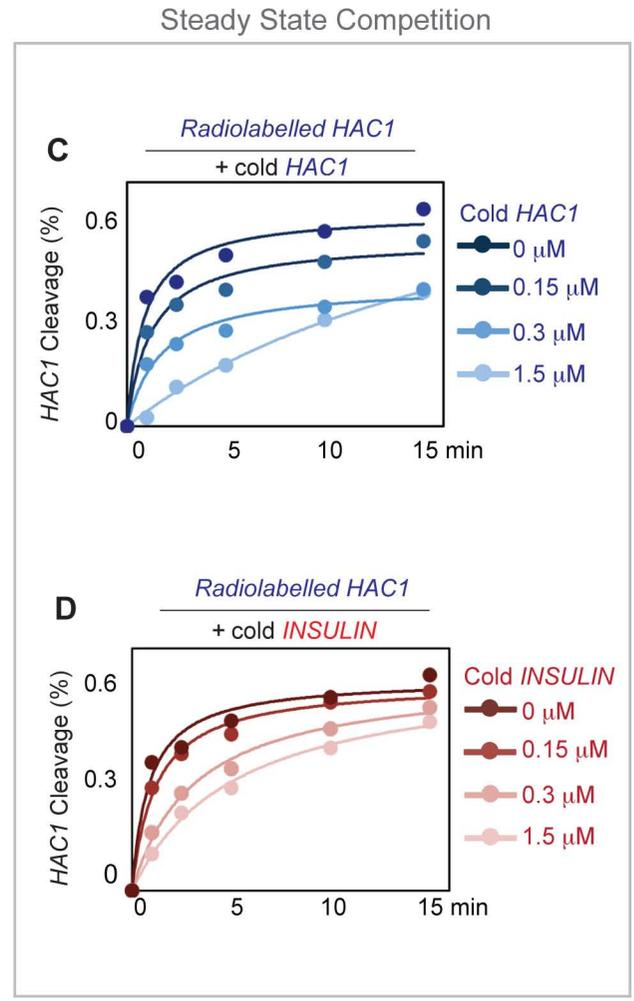 Steady State Competition
C
Radiolabelled HAC1
+ cold HAC1
HAC1 Cleavage (%)
0.6
0.3
0
0
5
10
15 min
Cold HAC1
0 μM
0.15 μM
0.3 μM
1.5 μM
D
Radiolabelled HAC1
+ cold INSULIN
HAC1 Cleavage (%)
0.6
0.3
0
0
5
10
15 min
Cold INSULIN
0 μM
0.15 μM
0.3 μM
1.5 μM